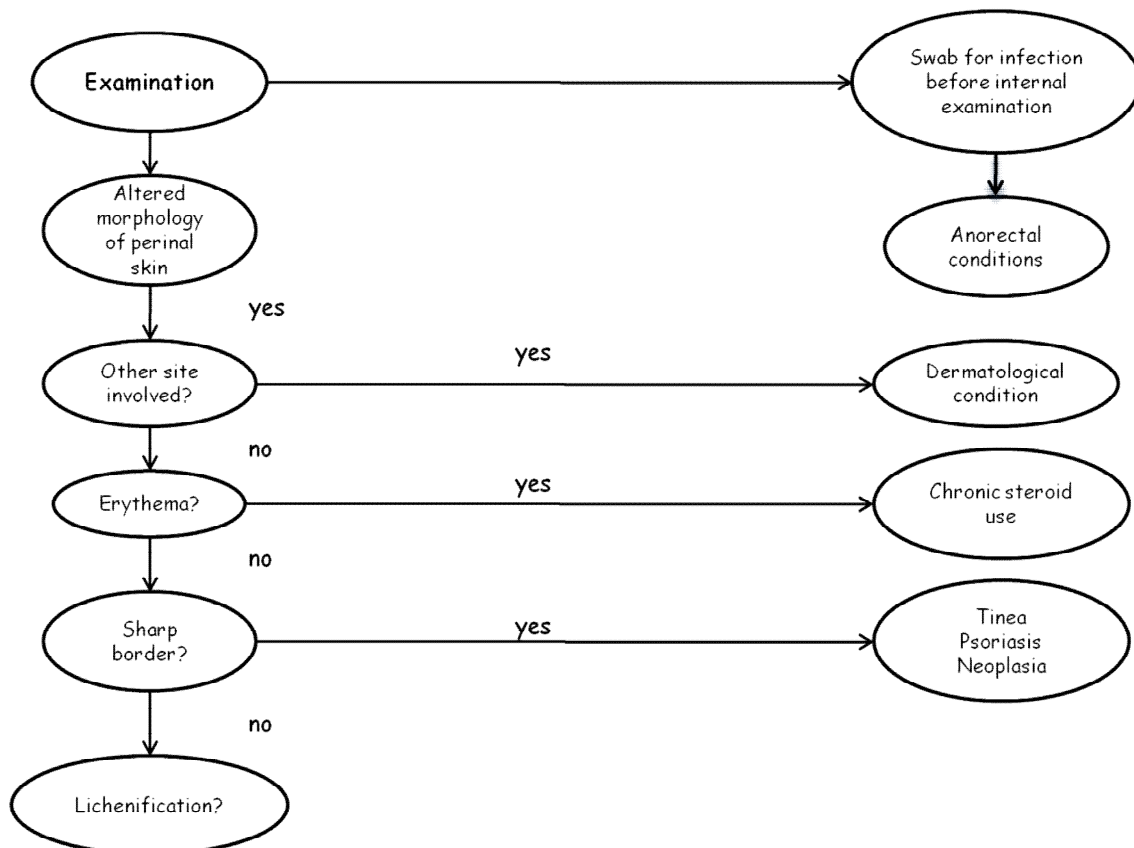 Examination
Swab for infection
before internal
examination
Altered
morphology
of perinal
skin
Anorectal
conditions
yes
Other site
involved?
yes
Dermatological
condition
no
Erythema?
yes
Chronic steroid
use
no
Sharp
border?
yes
Tinea
Psoriasis
Neoplasia
no
Lichenification?